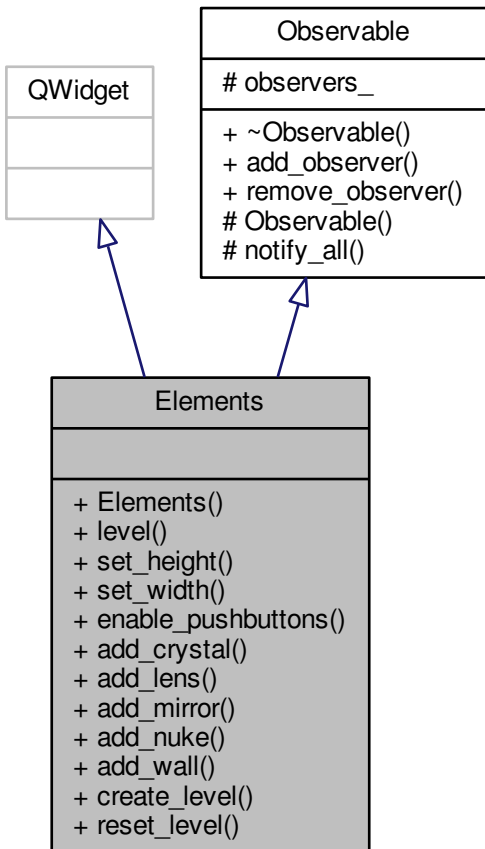 Observable
# observers_
+ ~Observable()
+ add_observer()
+ remove_observer()
# Observable()
# notify_all()
QWidget
Elements
+ Elements()
+ level()
+ set_height()
+ set_width()
+ enable_pushbuttons()
+ add_crystal()
+ add_lens()
+ add_mirror()
+ add_nuke()
+ add_wall()
+ create_level()
+ reset_level()